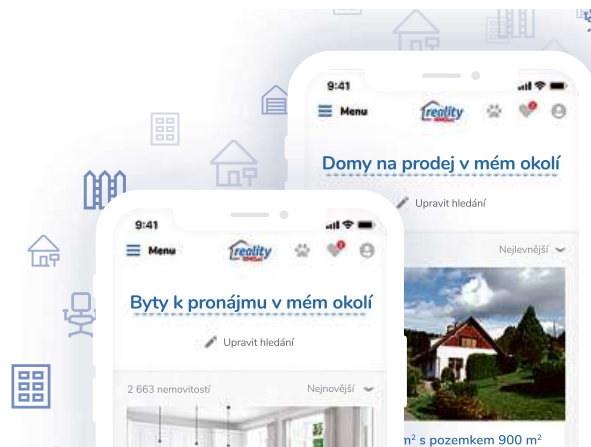 9:41
Menu
reality
Domy na prodej v mém okolí
Upravit hledání
Nejlevnější
m² s pozemkem 900 m²
9:41
Menu
reality
Byty k pronájmu v mém okolí
Upravit hledání
2 663 nemovitostí
Nejnovější